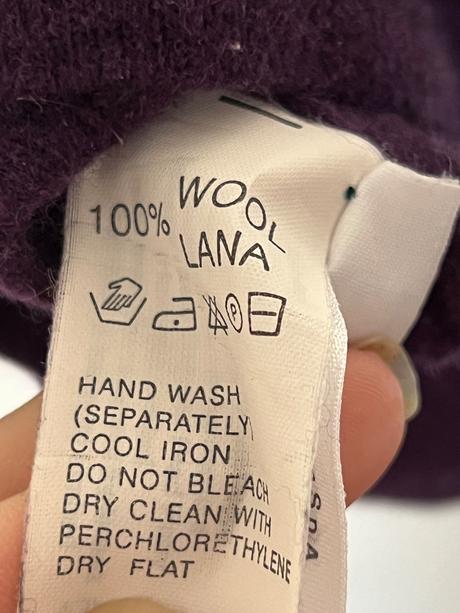 100% WOOL
LANA
P
HAND WASH
(SEPARATELY)
COOL IRON
DO NOT BLEACH
DRY CLEAN WITH
PERCHLORETHYLENE
DRY FLAT